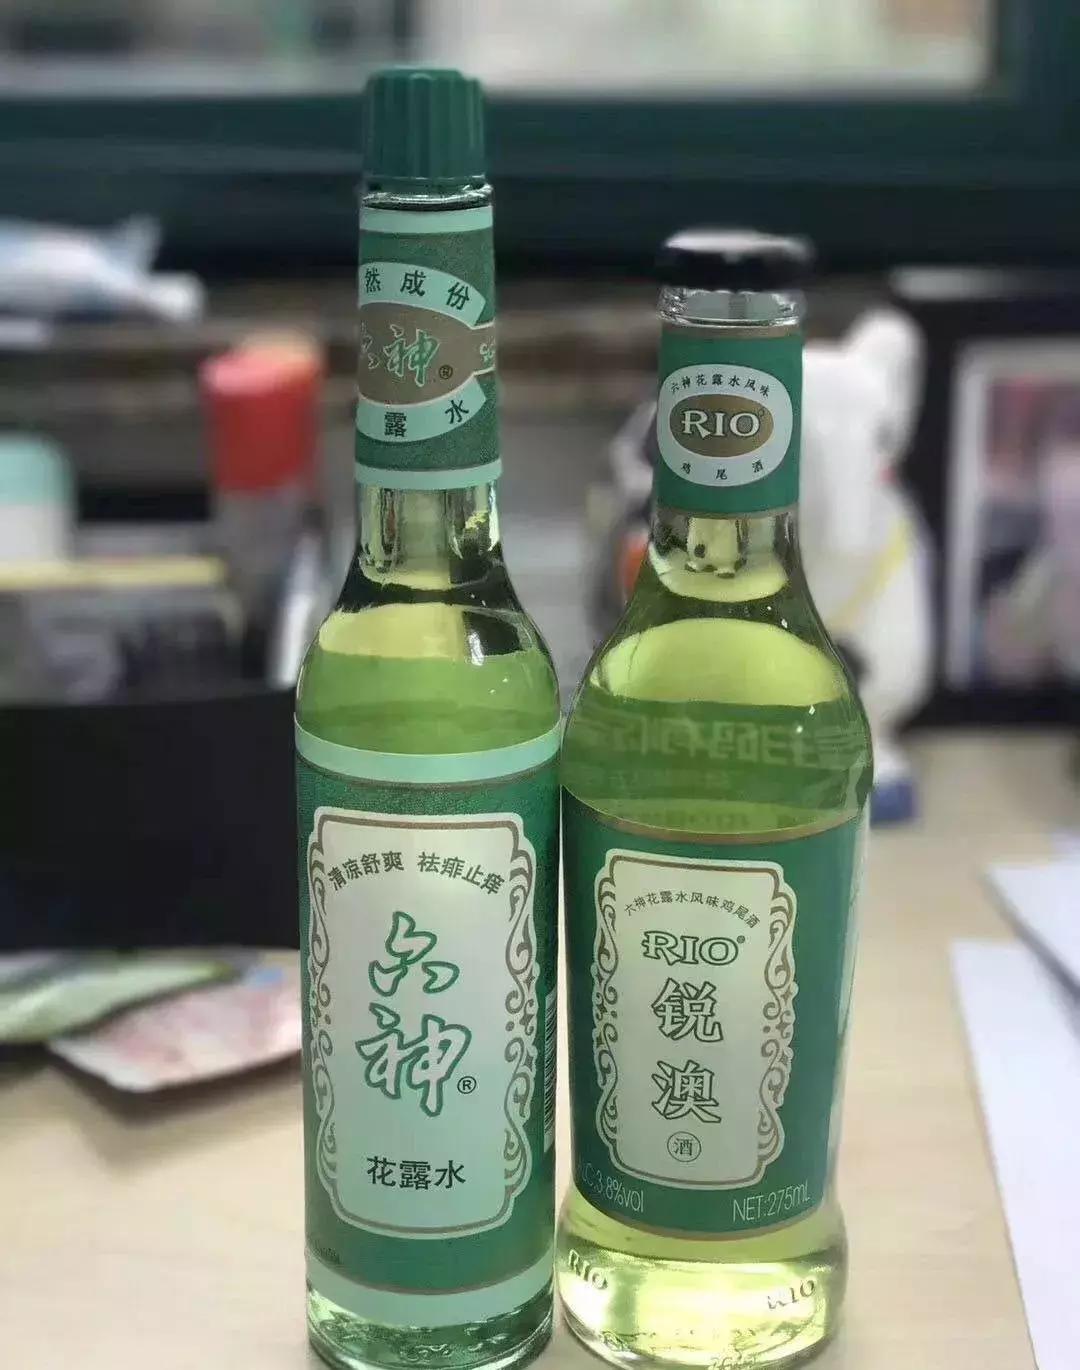 然成份
六神®
露水
清凉舒爽 祛痱止痒
六神®
花露水
六神花露水风味
RIO
鸡尾酒
六神花露水风味鸡尾酒
RIO
锐澳
酒
3.8%VOl
NET:275mL
RIO
RIO